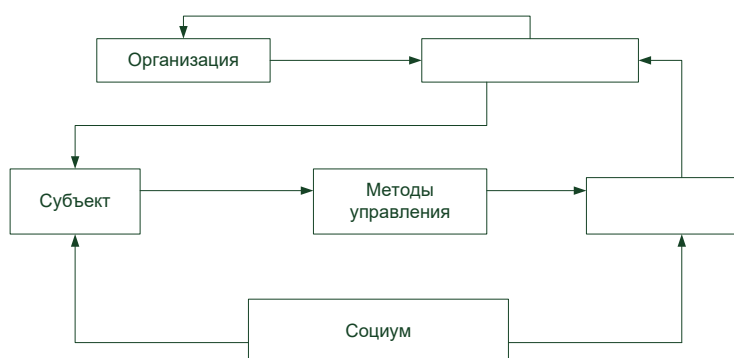 Организация
Субъект
Методы
управления
Социум